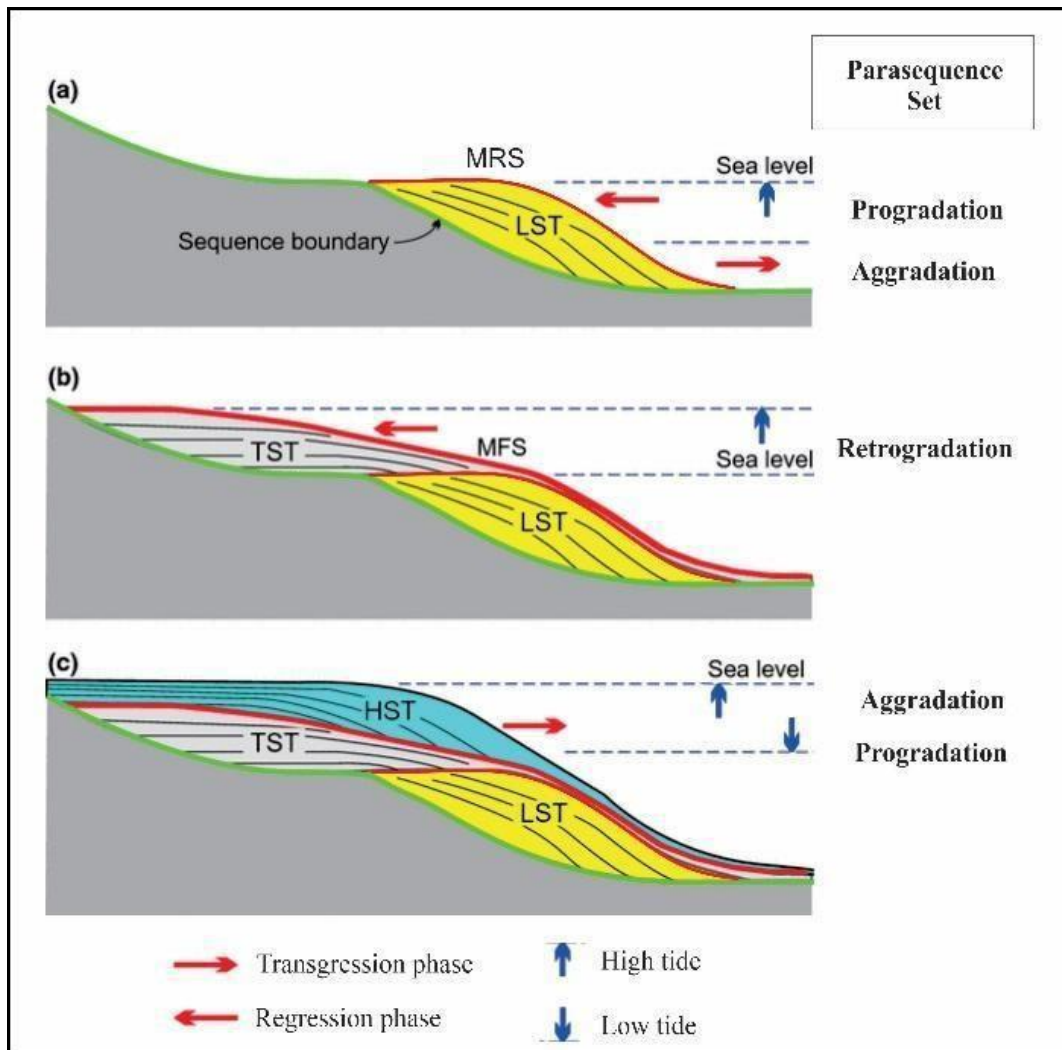 Parasequence
Set
(a)
MRS
Sea level
Progradation
LST
Sequence boundary
Aggradation
(b)
TST
MFS
Sea level
Retrogradation
LST
(c)
Sea level
HST
Aggradation
TST
Progradation
LST
Transgression phase
High tide
Regression phase
Low tide